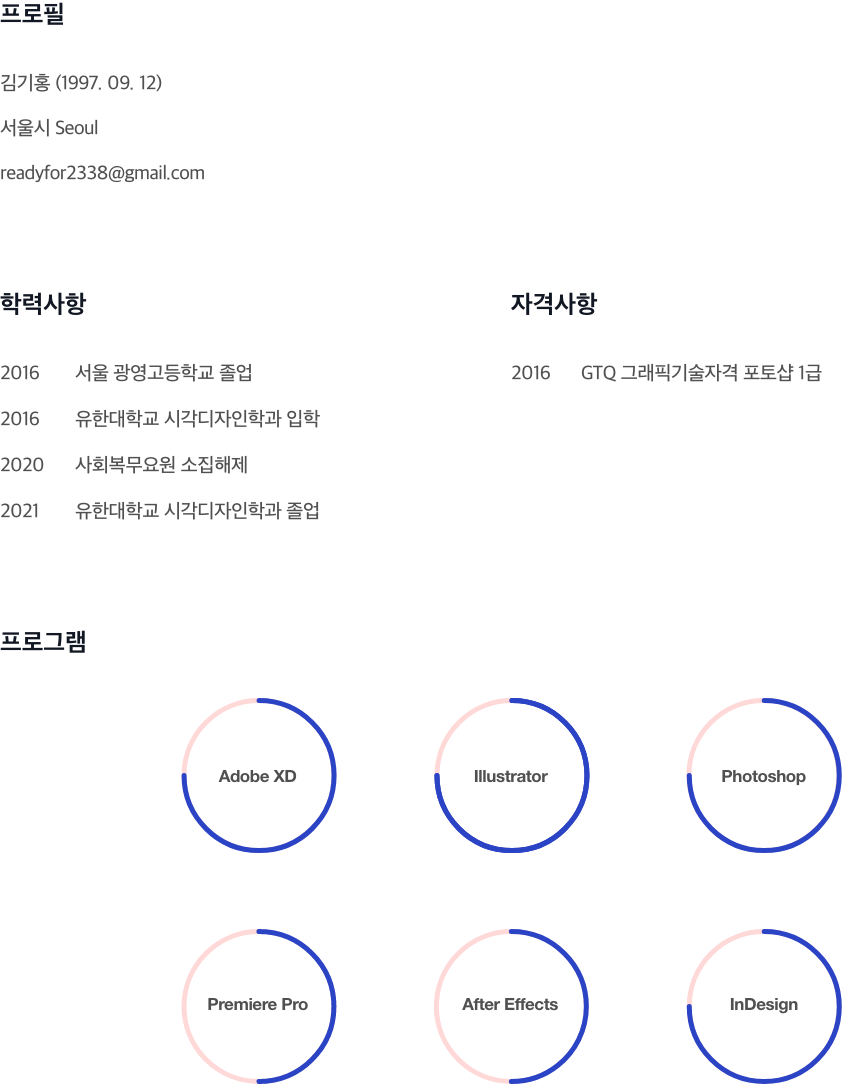 프로필
김기홍 (1997. 09. 12)
서울시 Seoul
readyfor2338@gmail.com
학력사항
2016 서울 광영고등학교 졸업
2016 유한대학교 시각디자인학과 입학
2020 사회복무요원 소집해제
2021 유한대학교 시각디자인학과 졸업
자격사항
2016 GTQ 그래픽기술자격 포토샵 1급
프로그램
Adobe XD
Illustrator
Photoshop
Premiere Pro
After Effects
InDesign